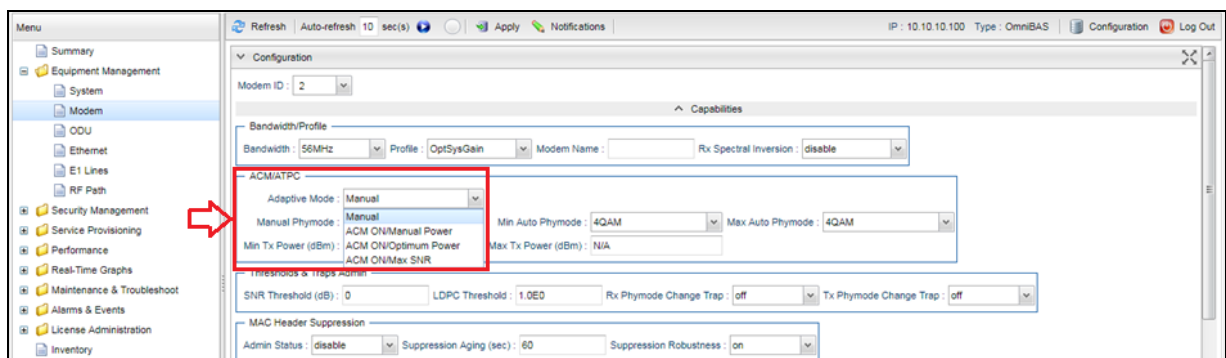 Menu
Refresh Auto-refresh 10 sec(s) Apply Notifications IP : 10.10.10.100 Type : OmniBAS Configuration Log Out
Summary
Equipment Management
System
Modem
ODU
Ethernet
E1 Lines
RF Path
Security Management
Service Provisioning
Performance
Real-Time Graphs
Maintenance & Troubleshoot
Alarms & Events
License Administration
Inventory
Configuration
Modem ID : 2
Capabilities
Bandwidth/Profile
Bandwidth : 56MHz Profile : OptSysGain Modem Name : Rx Spectral Inversion : disable
ACM/ATPC
Adaptive Mode : Manual
Manual Phymode : Min Auto Phymode : 4QAM Max Auto Phymode : 4QAM
Manual
ACM ON/Manual Power
ACM ON/Optimum Power
ACM ON/Max SNR
Min Tx Power (dBm) : Max Tx Power (dBm) : N/A
Thresholds & Traps Admin
SNR Threshold (dB) : 0 LDPC Threshold : 1.0E0 Rx Phymode Change Trap : off Tx Phymode Change Trap : off
MAC Header Suppression
Admin Status : disable Suppression Aging (sec) : 60 Suppression Robustness : on